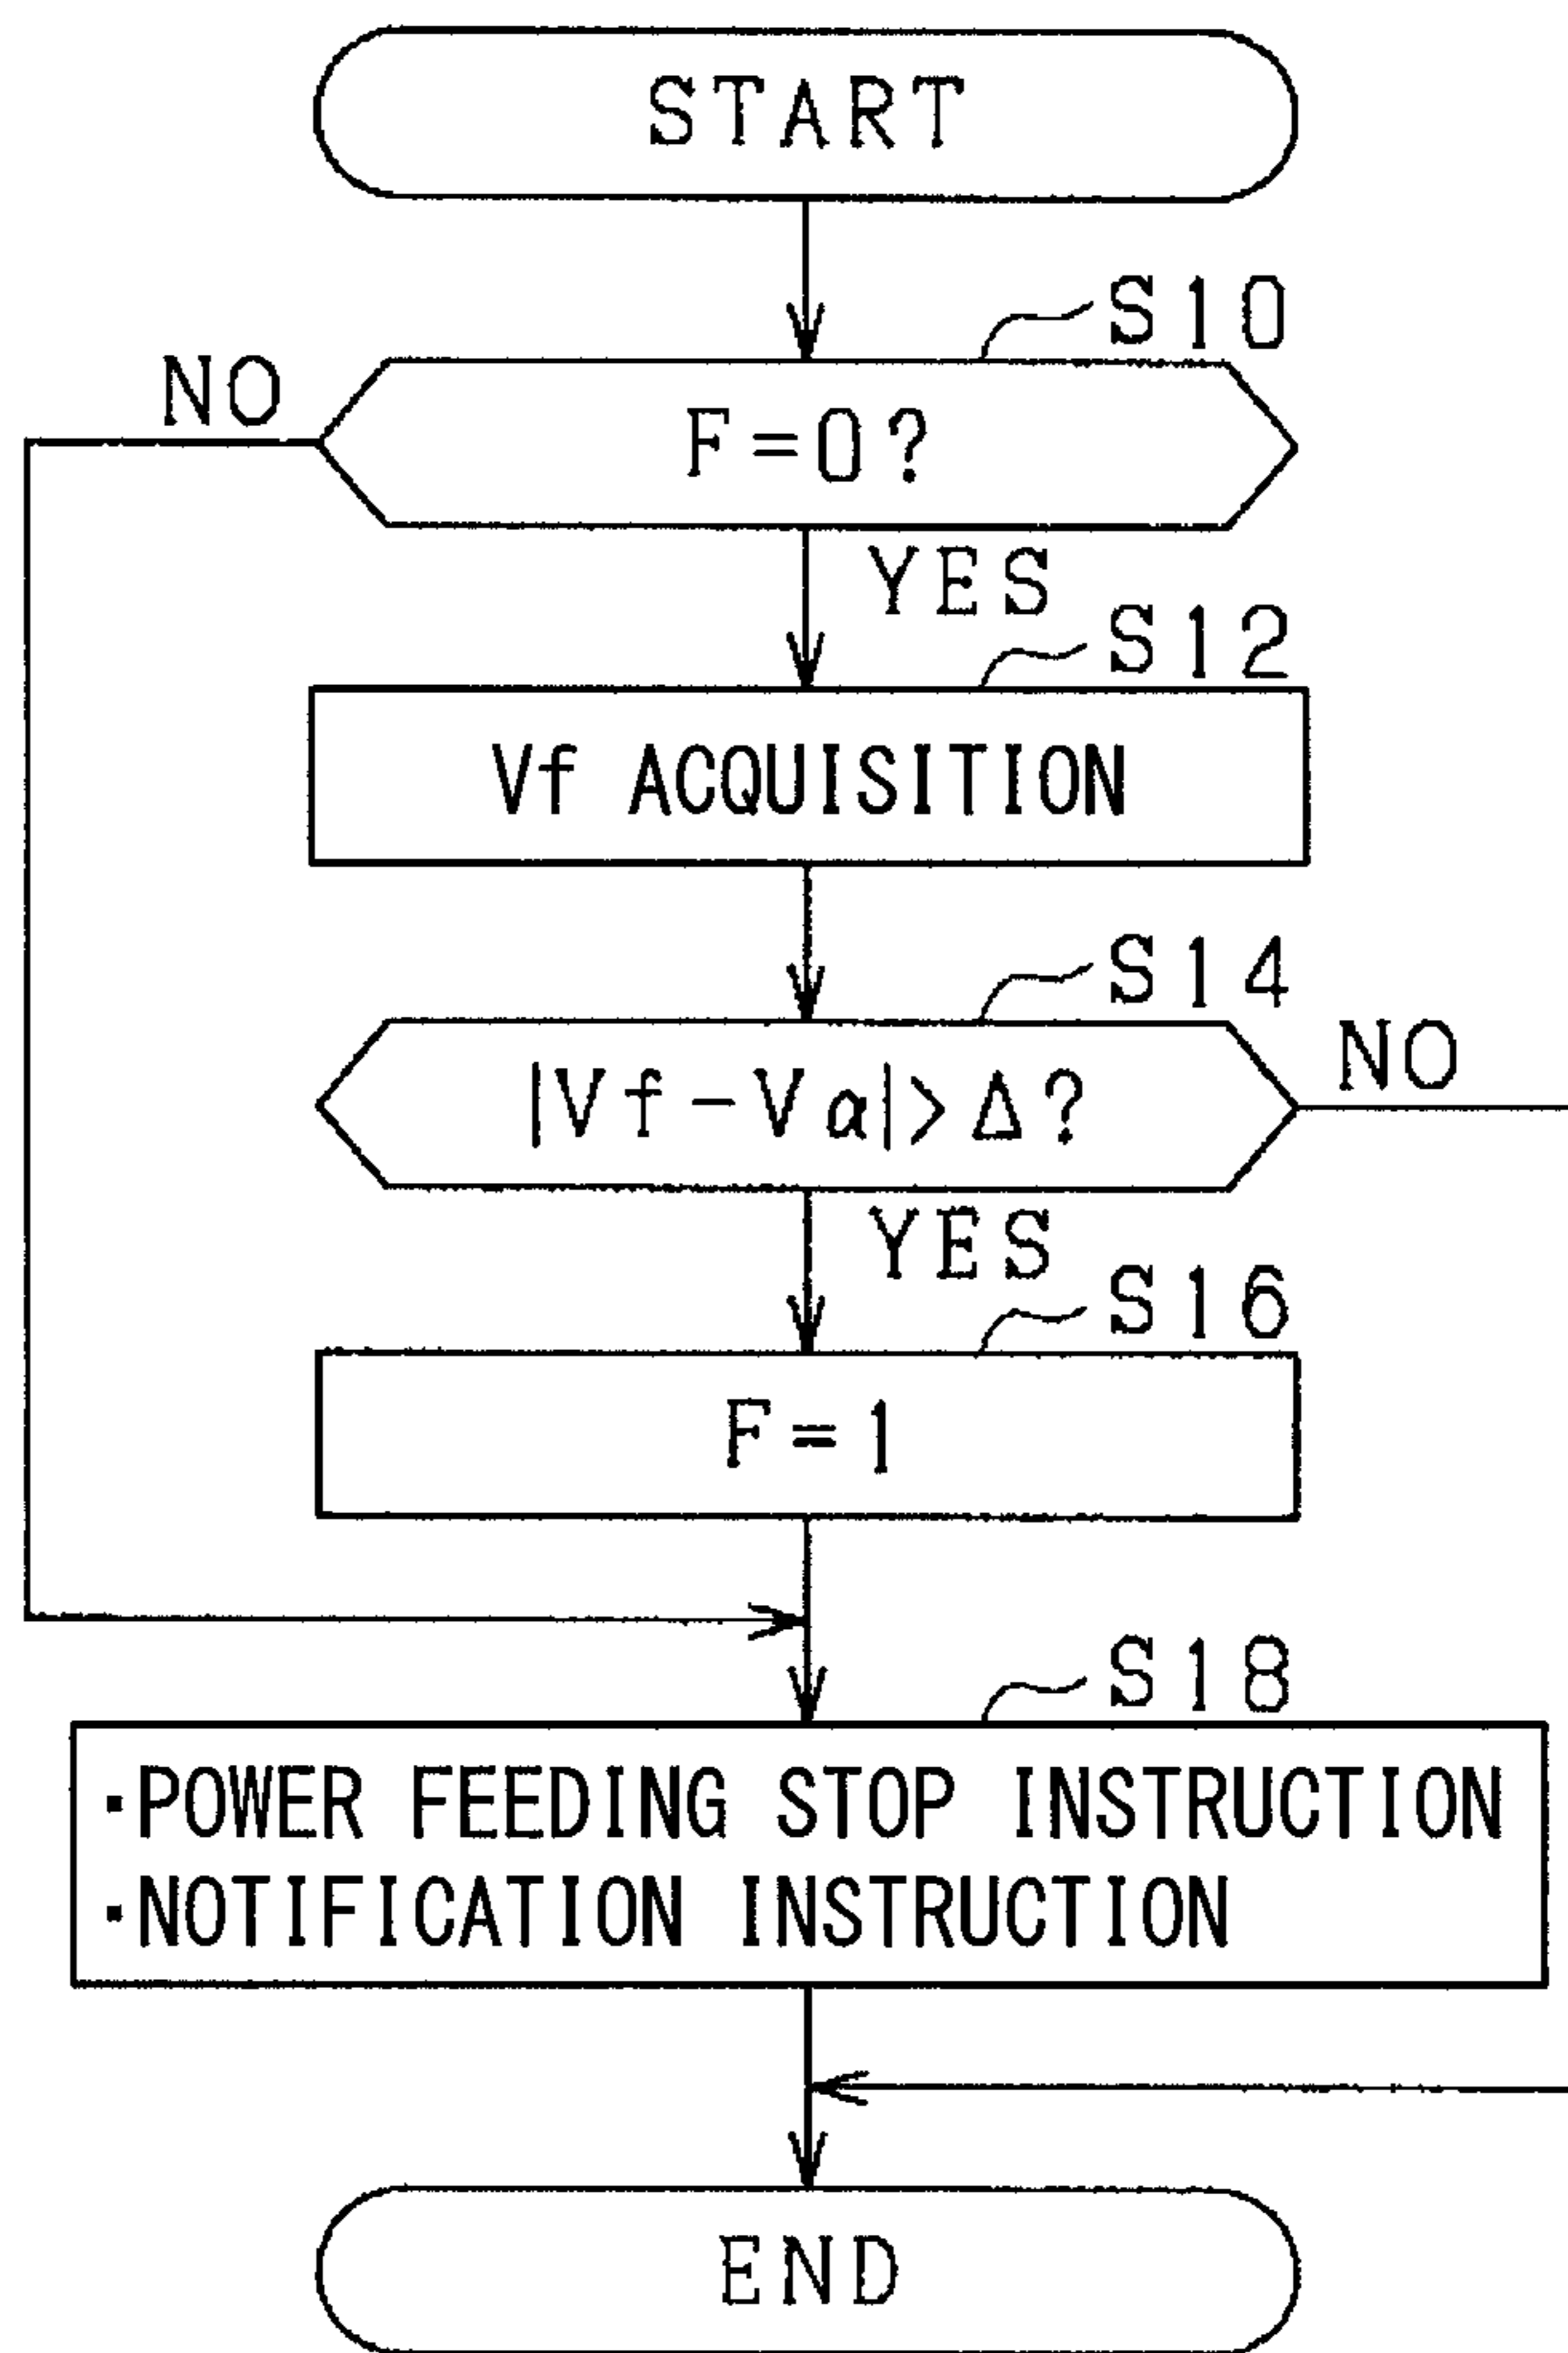 START
S10
NO
F=0?
YES
S12
Vf ACQUISITION
S14
|Vf-Vα|>Δ?
NO
YES
S16
F=1
S18
·POWER FEEDING STOP INSTRUCTION
·NOTIFICATION INSTRUCTION
END